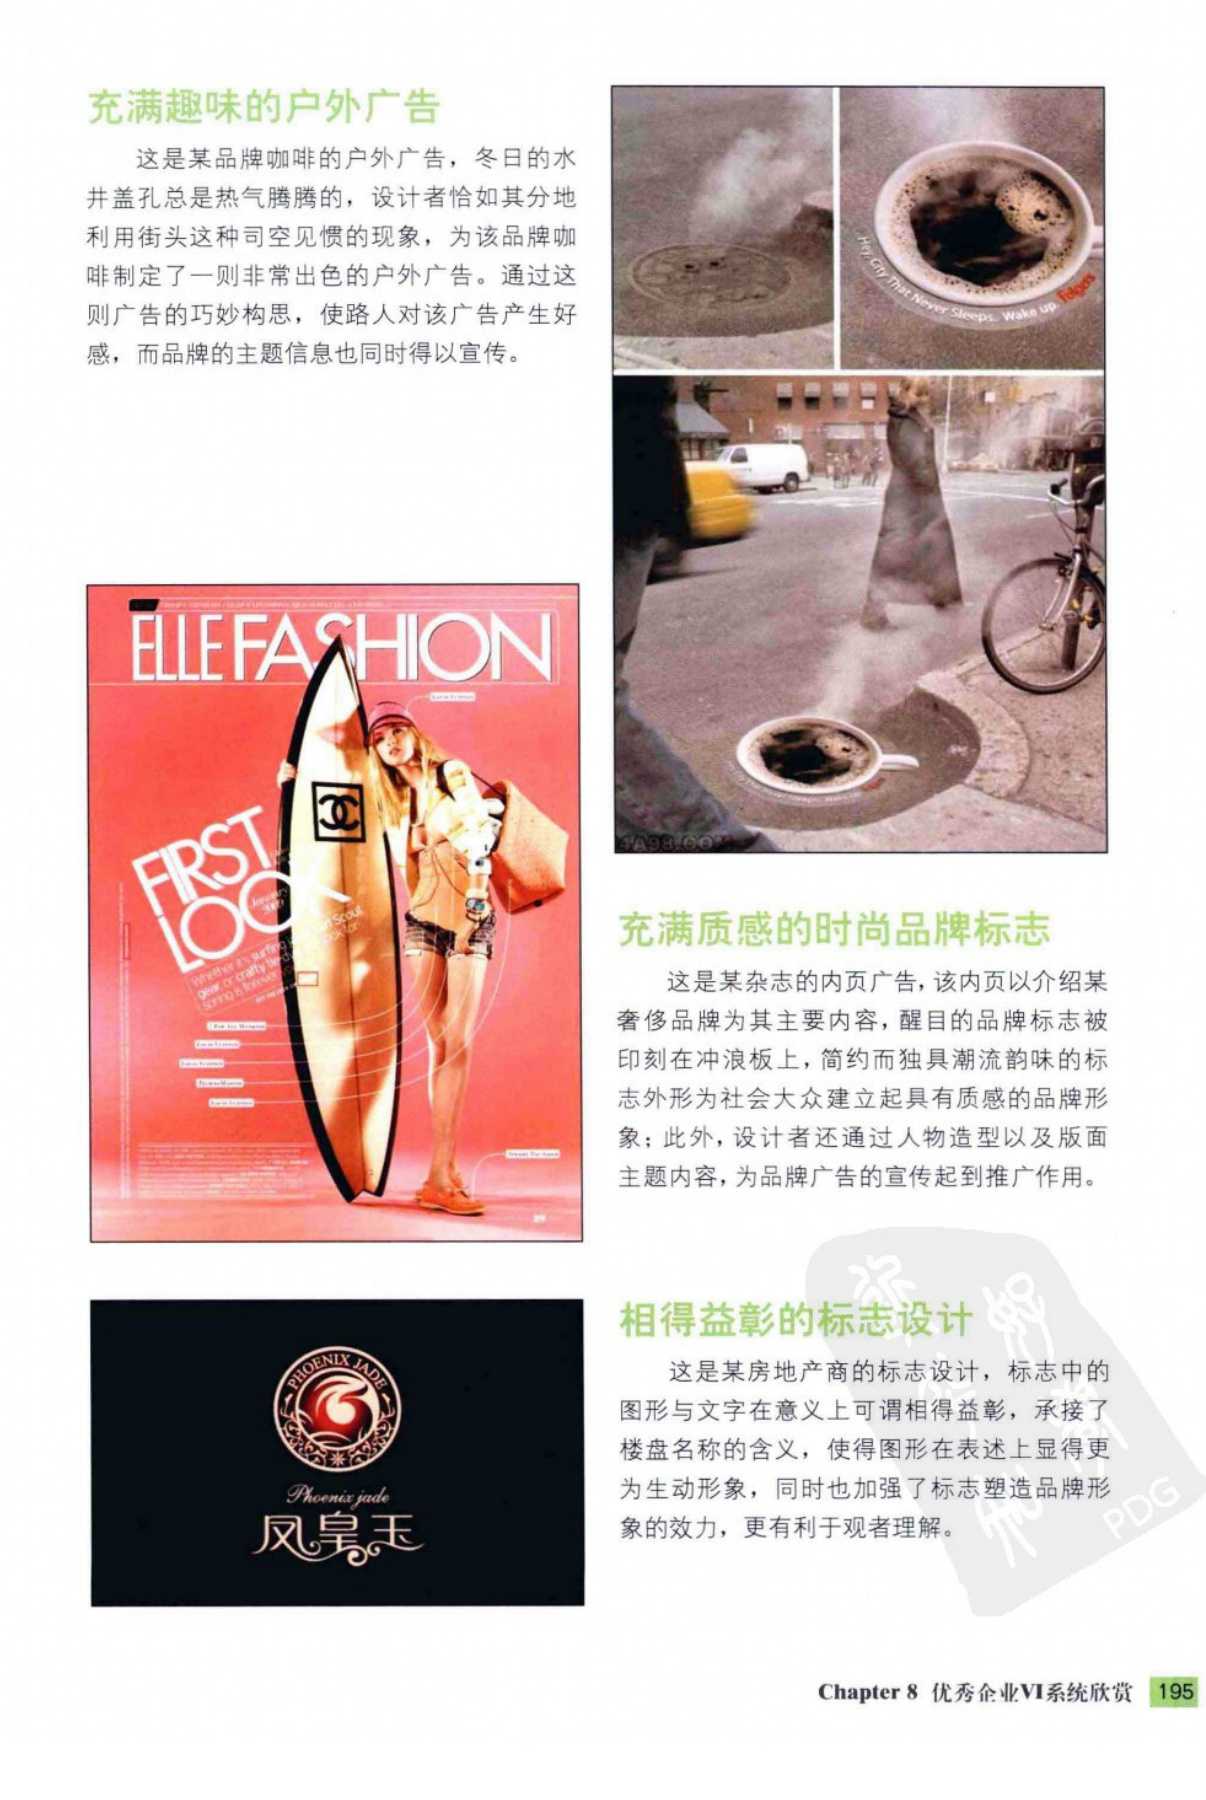 充满趣味的户外广告
这是某品牌咖啡的户外广告，冬日的水
井盖孔总是热气腾腾的，设计者恰如其分地
利用街头这种司空见惯的现象，为该品牌咖
啡制定了一则非常出色的户外广告。通过这
则广告的巧妙构思，使路人对该广告产生好
感，而品牌的主题信息也同时得以宣传。
Hey, City That Never Sleeps. Wake up.
Folgers
4A98.COM
ELLE FASHION
FIRST
LOOK
January
2009
Whether it's surfing
gear, or crafty tie-dye
Spring is forever
充满质感的时尚品牌标志
这是某杂志的内页广告，该内页以介绍某
奢侈品牌为其主要内容，醒目的品牌标志被
印刻在冲浪板上，简约而独具潮流韵味的标
志外形为社会大众建立起具有质感的品牌形
象；此外，设计者还通过人物造型以及版面
主题内容，为品牌广告的宣传起到推广作用。
PHOENIX JADE
Phoenix jade
凤皇玉
相得益彰的标志设计
这是某房地产商的标志设计，标志中的
图形与文字在意义上可谓相得益彰，承接了
楼盘名称的含义，使得图形在表述上显得更
为生动形象，同时也加强了标志塑造品牌形
象的效力，更有利于观者理解。
PDG
Chapter 8 优秀企业VI系统欣赏 195